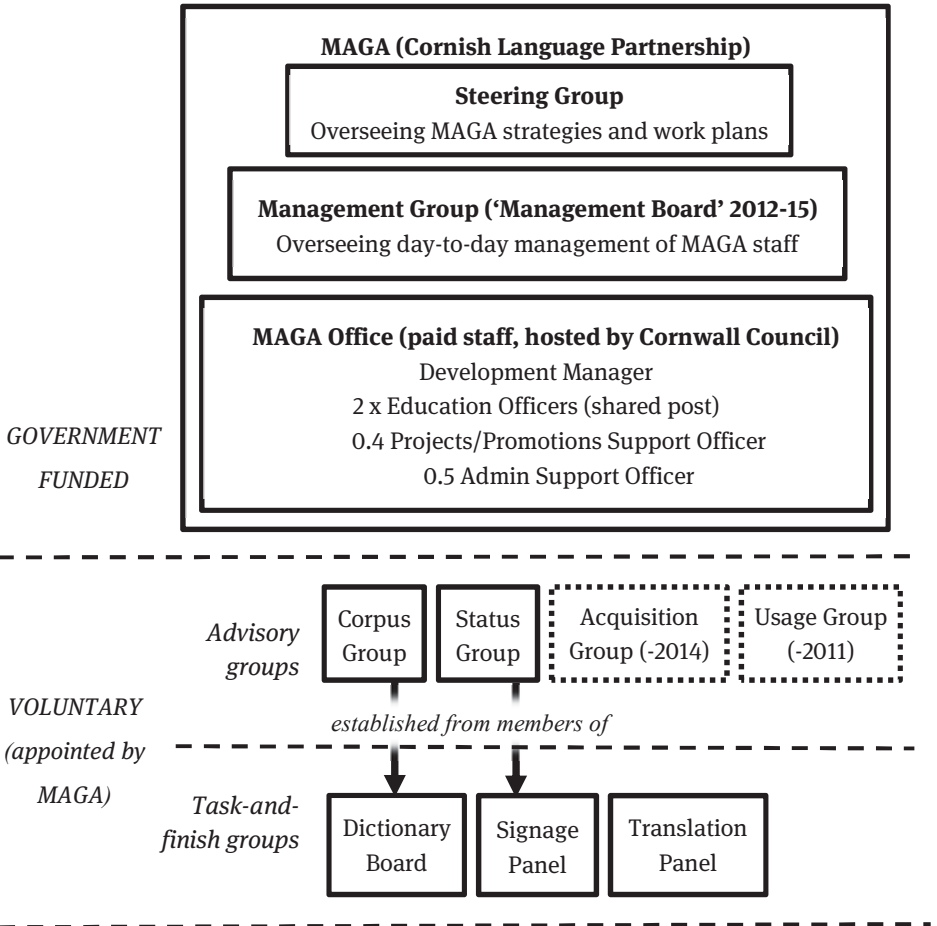 MAGA (Cornish Language Partnership)
Steering Group
Overseeing MAGA strategies and work plans
Management Group (‘Management Board’ 2012-15)
Overseeing day-to-day management of MAGA staff
MAGA Office (paid staff, hosted by Cornwall Council)
Development Manager
2 x Education Officers (shared post)
0.4 Projects/Promotions Support Officer
0.5 Admin Support Officer
GOVERNMENT
FUNDED
Advisory
groups
Corpus
Group
Status
Group
Acquisition
Group (-2014)
Usage Group
(-2011)
established from members of
VOLUNTARY
(appointed by
MAGA)
Task-and-
finish groups
Dictionary
Board
Signage
Panel
Translation
Panel